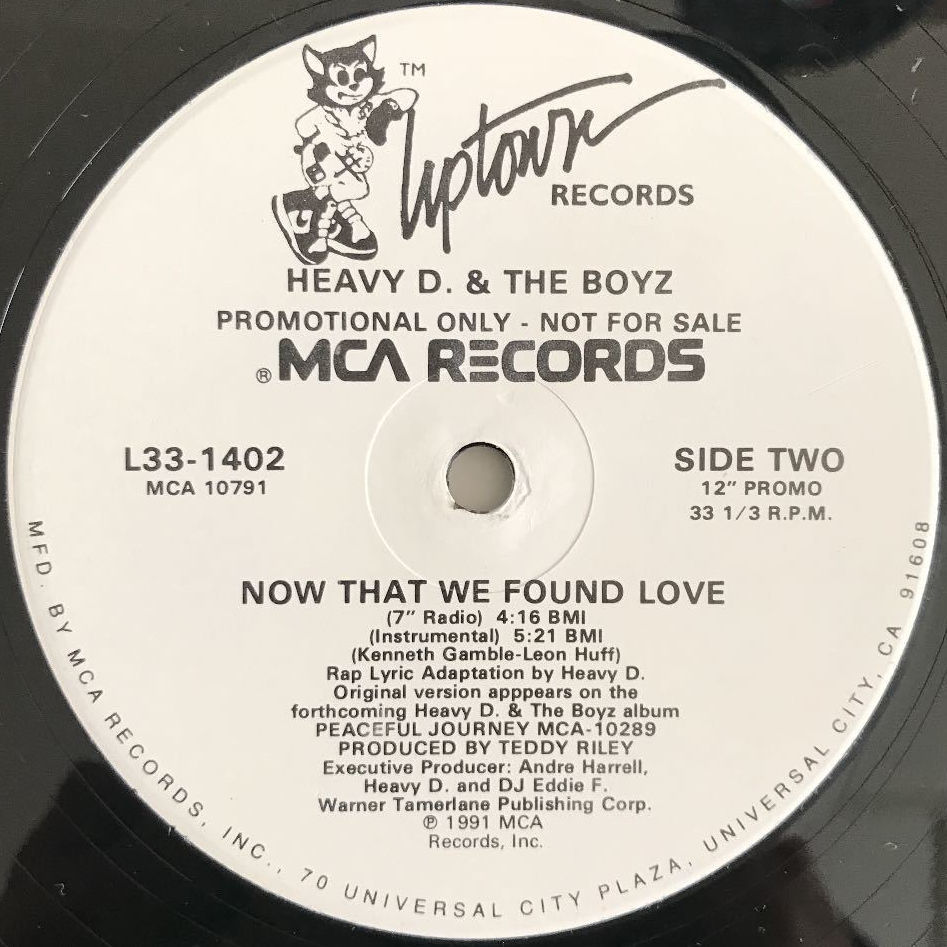 TM
Uptown
RECORDS
HEAVY D. & THE BOYZ
PROMOTIONAL ONLY - NOT FOR SALE
® MCA RECORDS
L33-1402
MCA 10791
SIDE TWO
12" PROMO
33 1/3 R.P.M.
NOW THAT WE FOUND LOVE
(7" Radio) 4:16 BMI
(Instrumental) 5:21 BMI
(Kenneth Gamble-Leon Huff)
Rap Lyric Adaptation by Heavy D.
Original version apppears on the
forthcoming Heavy D. & The Boyz album
PEACEFUL JOURNEY MCA-10289
PRODUCED BY TEDDY RILEY
Executive Producer: Andre Harrell,
Heavy D. and DJ Eddie F.
Warner Tamerlane Publishing Corp.
℗ 1991 MCA
Records, Inc.
MFD. BY MCA RECORDS, INC., 70 UNIVERSAL CITY PLAZA, UNIVERSAL CITY, CA 91608